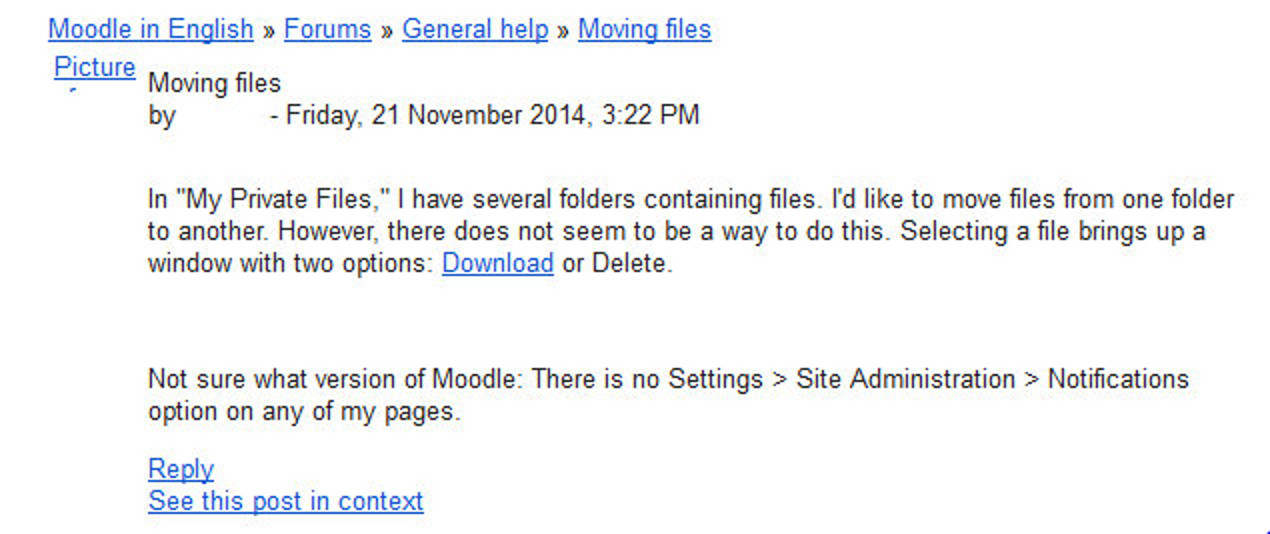 Moodle in English » Forums » General help » Moving files
Picture
Moving files
by - Friday, 21 November 2014, 3:22 PM
In "My Private Files," I have several folders containing files. I'd like to move files from one folder
to another. However, there does not seem to be a way to do this. Selecting a file brings up a
window with two options: Download or Delete.
Not sure what version of Moodle: There is no Settings > Site Administration > Notifications
option on any of my pages.
Reply
See this post in context